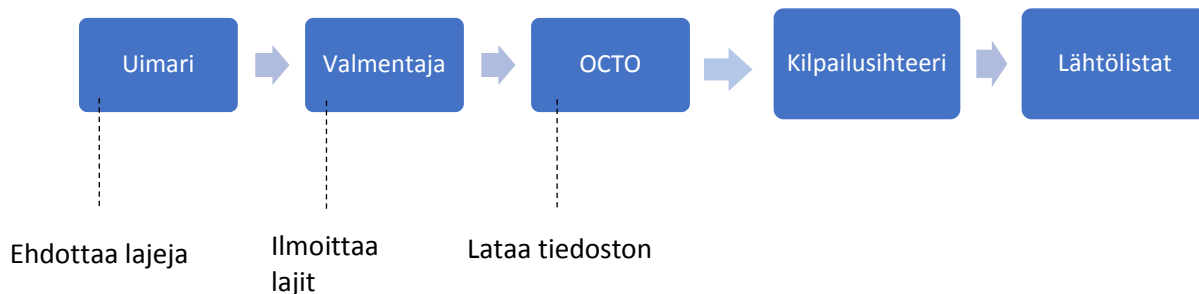 Uimari
Valmentaja
OCTO
Kilpailusihteeri
Lähtölistat
Ehdottaa lajeja
Ilmoittaa
lajit
Lataa tiedoston